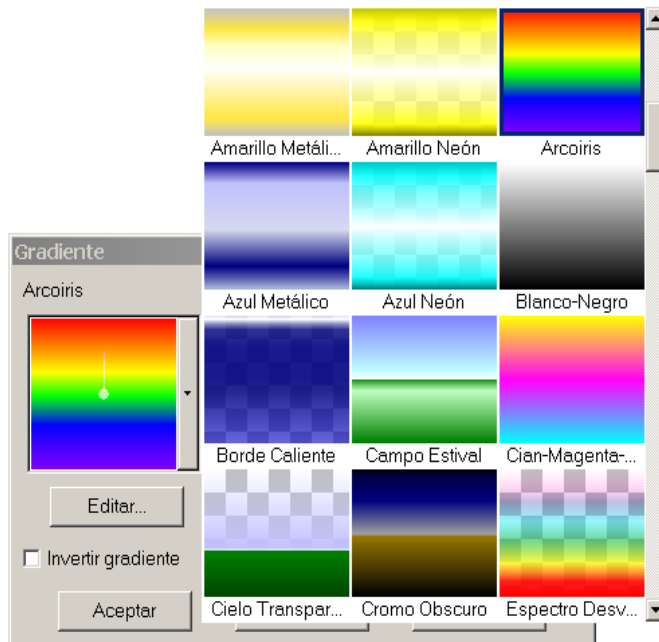 Amarillo Metáli...
Amarillo Neón
Arcoiris
Azul Metálico
Azul Neón
Blanco-Negro
Gradiente
Arcoiris
Borde Caliente
Campo Estival
Cian-Magenta-...
Editar...
Invertir gradiente
Aceptar
Cielo Transpar...
Cromo Obscuro
Espectro Desv...